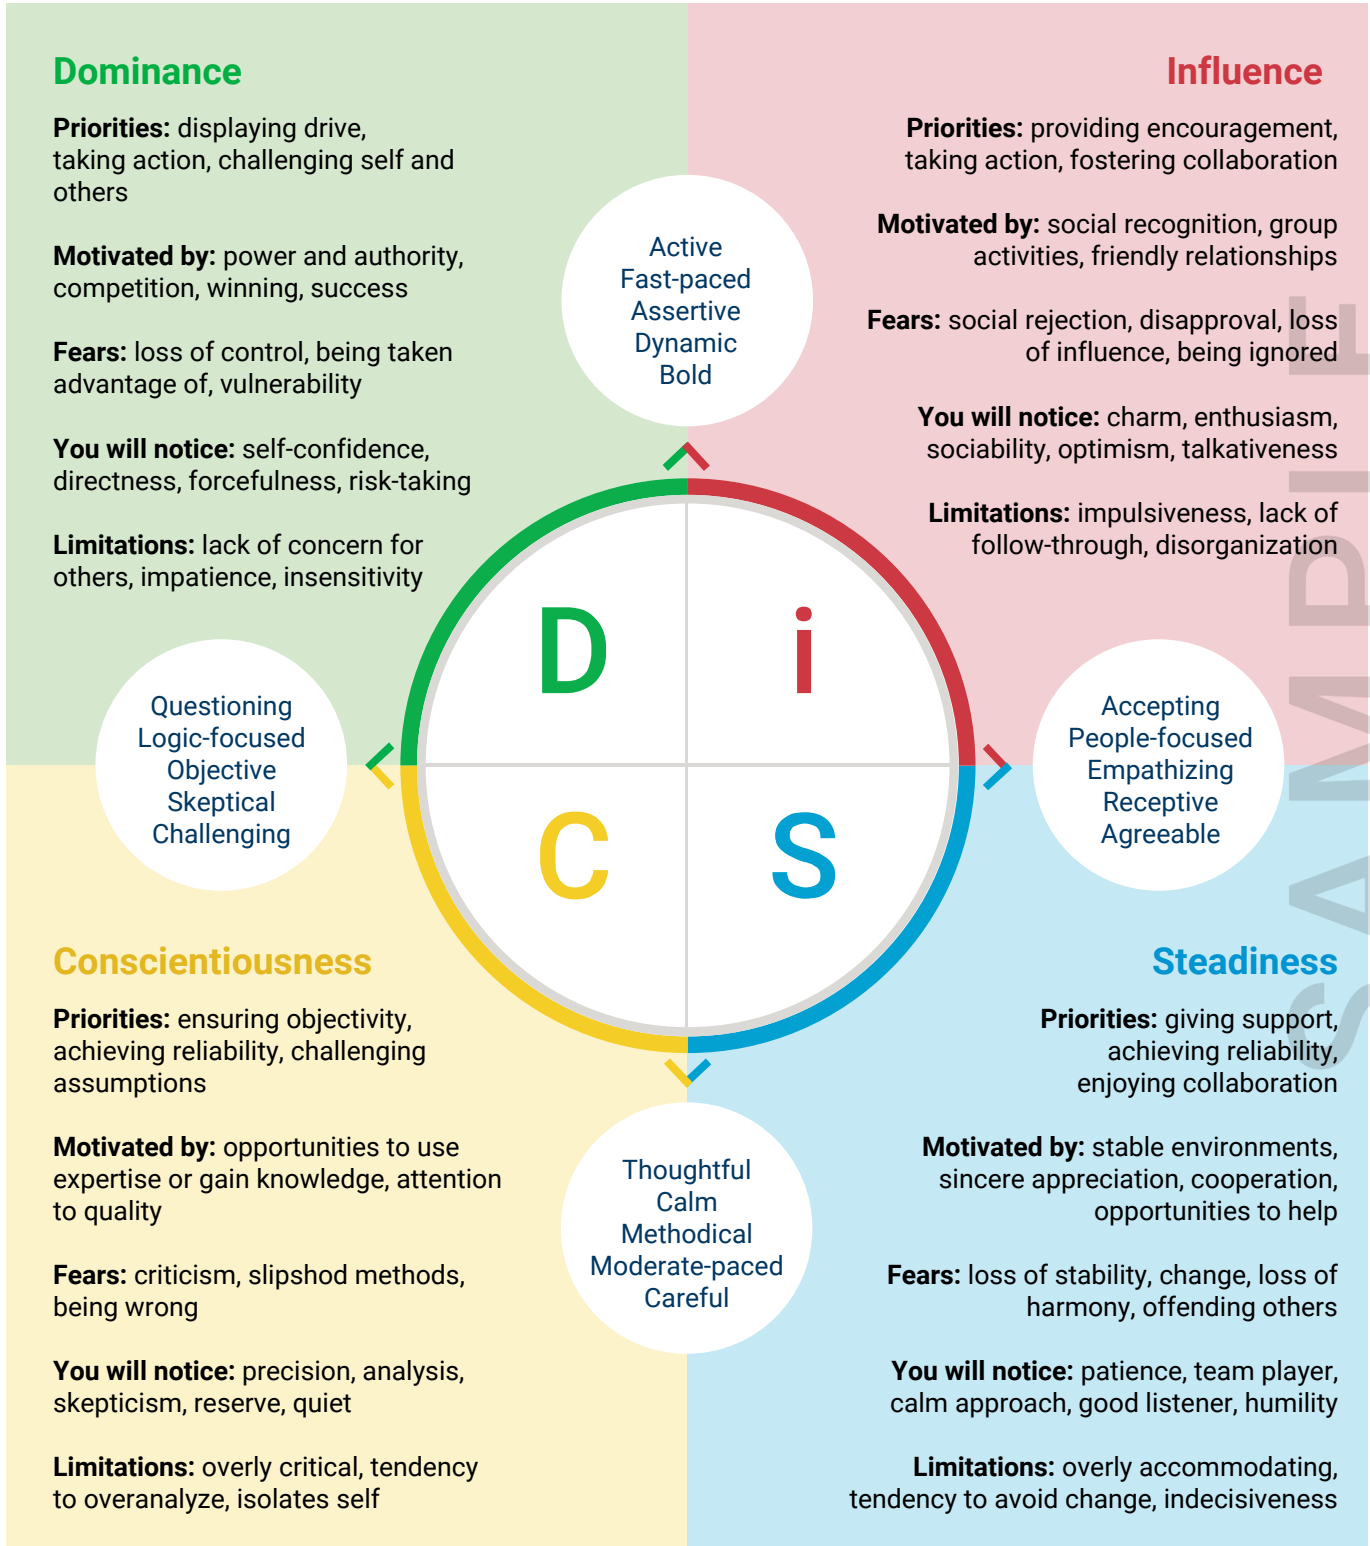 Dominance
Priorities: displaying drive,
taking action, challenging self and
others
Motivated by: power and authority,
competition, winning, success
Fears: loss of control, being taken
advantage of, vulnerability
You will notice: self-confidence,
directness, forcefulness, risk-taking
Limitations: lack of concern for
others, impatience, insensitivity
Influence
Priorities: providing encouragement,
taking action, fostering collaboration
Motivated by: social recognition, group
activities, friendly relationships
Fears: social rejection, disapproval, loss
of influence, being ignored
You will notice: charm, enthusiasm,
sociability, optimism, talkativeness
Limitations: impulsiveness, lack of
follow-through, disorganization
Active
Fast-paced
Assertive
Dynamic
Bold
D
i
C
S
Questioning
Logic-focused
Objective
Skeptical
Challenging
Accepting
People-focused
Empathizing
Receptive
Agreeable
Conscientiousness
Priorities: ensuring objectivity,
achieving reliability, challenging
assumptions
Motivated by: opportunities to use
expertise or gain knowledge, attention
to quality
Fears: criticism, slipshod methods,
being wrong
You will notice: precision, analysis,
skepticism, reserve, quiet
Limitations: overly critical, tendency
to overanalyze, isolates self
Thoughtful
Calm
Methodical
Moderate-paced
Careful
Steadiness
Priorities: giving support,
achieving reliability,
enjoying collaboration
Motivated by: stable environments,
sincere appreciation, cooperation,
opportunities to help
Fears: loss of stability, change, loss of
harmony, offending others
You will notice: patience, team player,
calm approach, good listener, humility
Limitations: overly accommodating,
tendency to avoid change, indecisiveness
SAMPLE